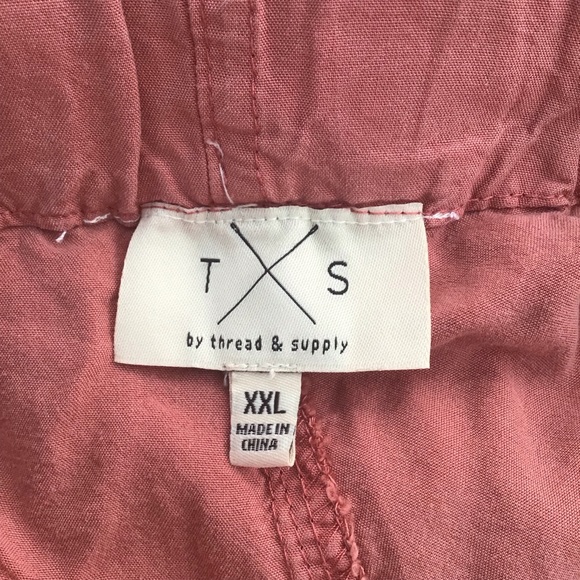 T S
by thread & supply
XXL
MADE IN
CHINA